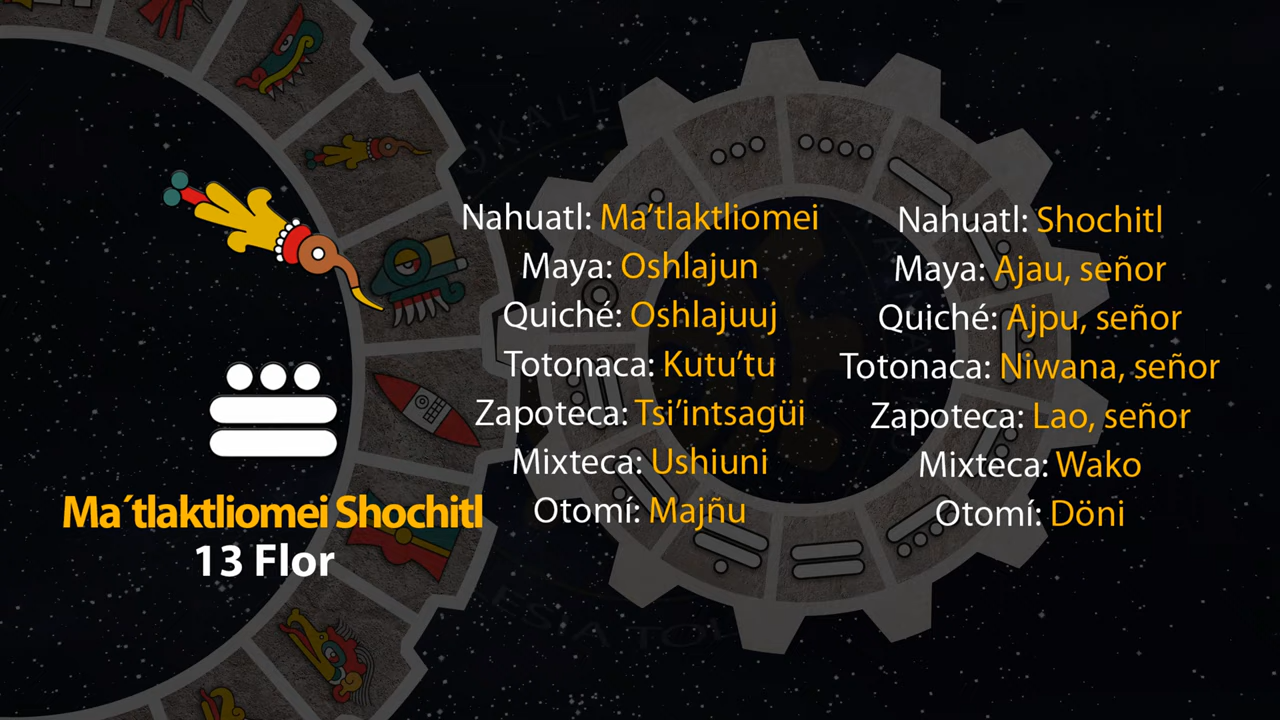 Nahuatl: Ma’tlaktliomei
Maya: Oshlajun
Quiché: Oshlajuuj
Totonaca: Kutu’tu
Zapoteca: Tsi’intsagüi
Mixteca: Ushiuni
Otomí: Majñu
Nahuatl: Shochitl
Maya: Ajau, señor
Quiché: Ajpu, señor
Totonaca: Niwana, señor
Zapoteca: Lao, señor
Mixteca: Wako
Otomí: Döni
Ma´tlaktliomei Shochitl
13 Flor